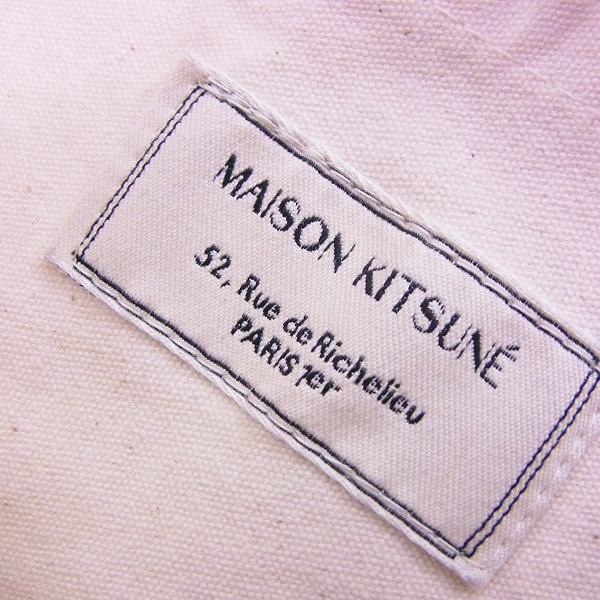 MAISON KITSUNÉ
52, Rue de Richelieu
PARIS 1er